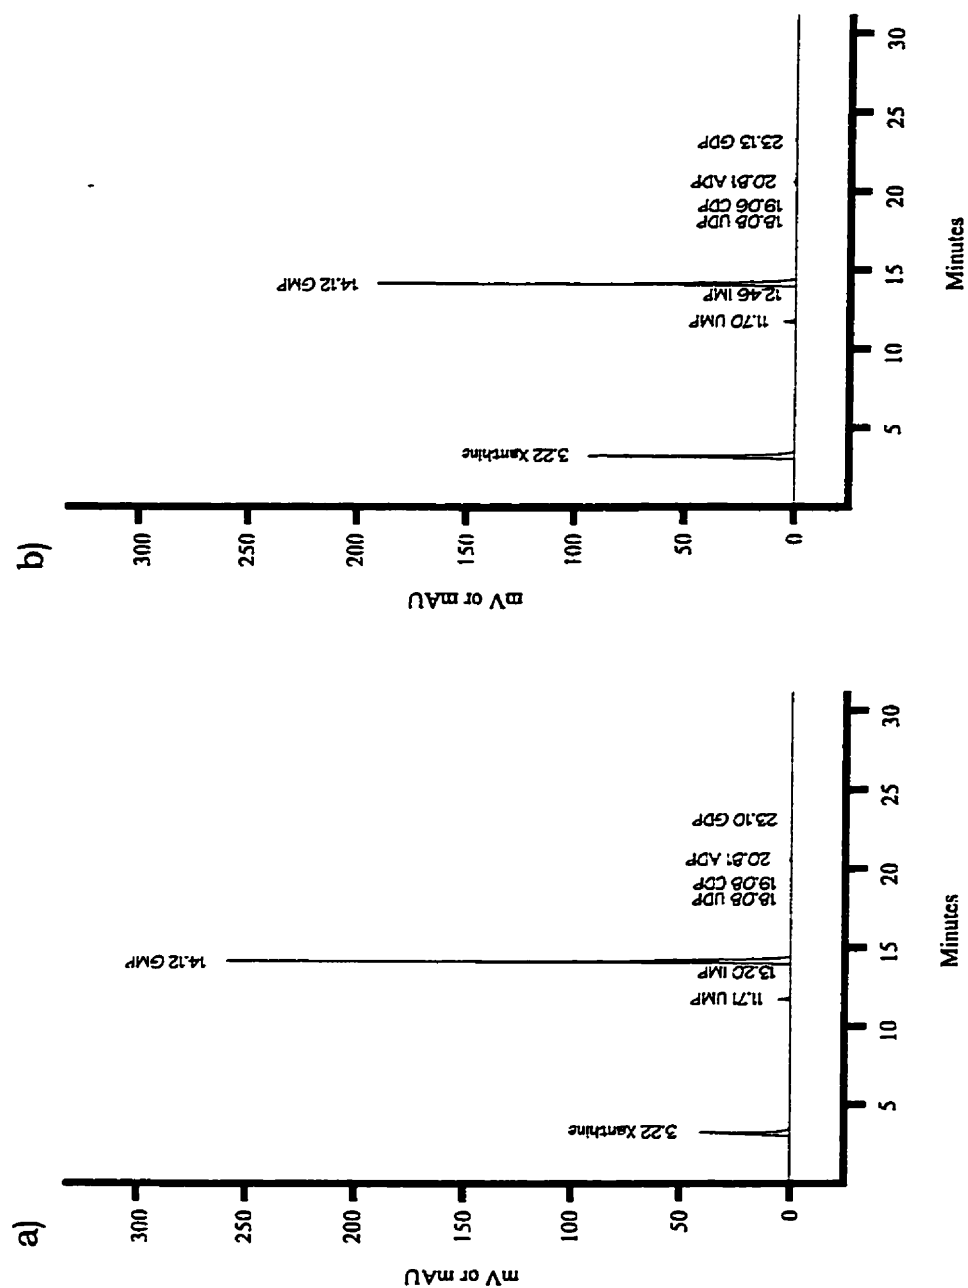 a)
mV or mAU
300
250
200
150
100
50
0
3.22 Xanthine
11.71 UMP
13.20 IMP
14.12 GMP
18.08 UDP
19.08 CDP
20.81 ADP
23.10 GDP
5
10
15
20
25
30
Minutes
b)
mV or mAU
300
250
200
150
100
50
0
3.22 Xanthine
11.70 UMP
12.46 IMP
14.12 GMP
18.08 UDP
19.06 CDP
20.81 ADP
23.13 GDP
5
10
15
20
25
30
Minutes